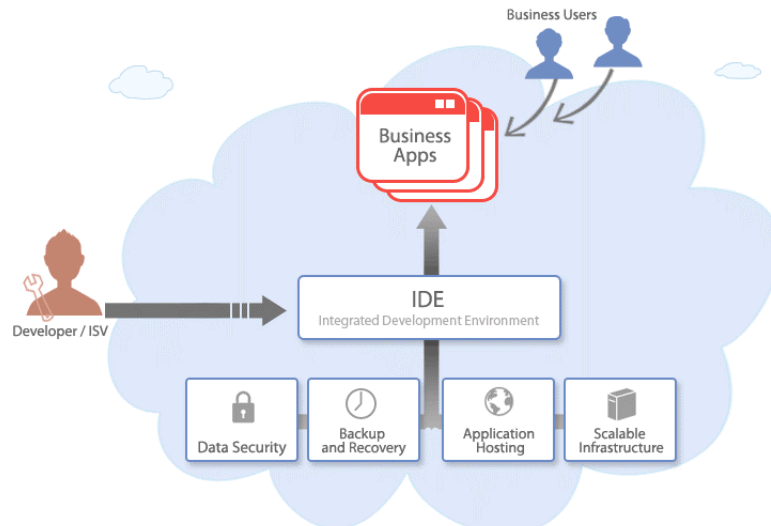 Business Users
Business
Apps
IDE
Integrated Development Environment
Developer / ISV
Data Security
Backup
and Recovery
Application
Hosting
Scalable
Infrastructure